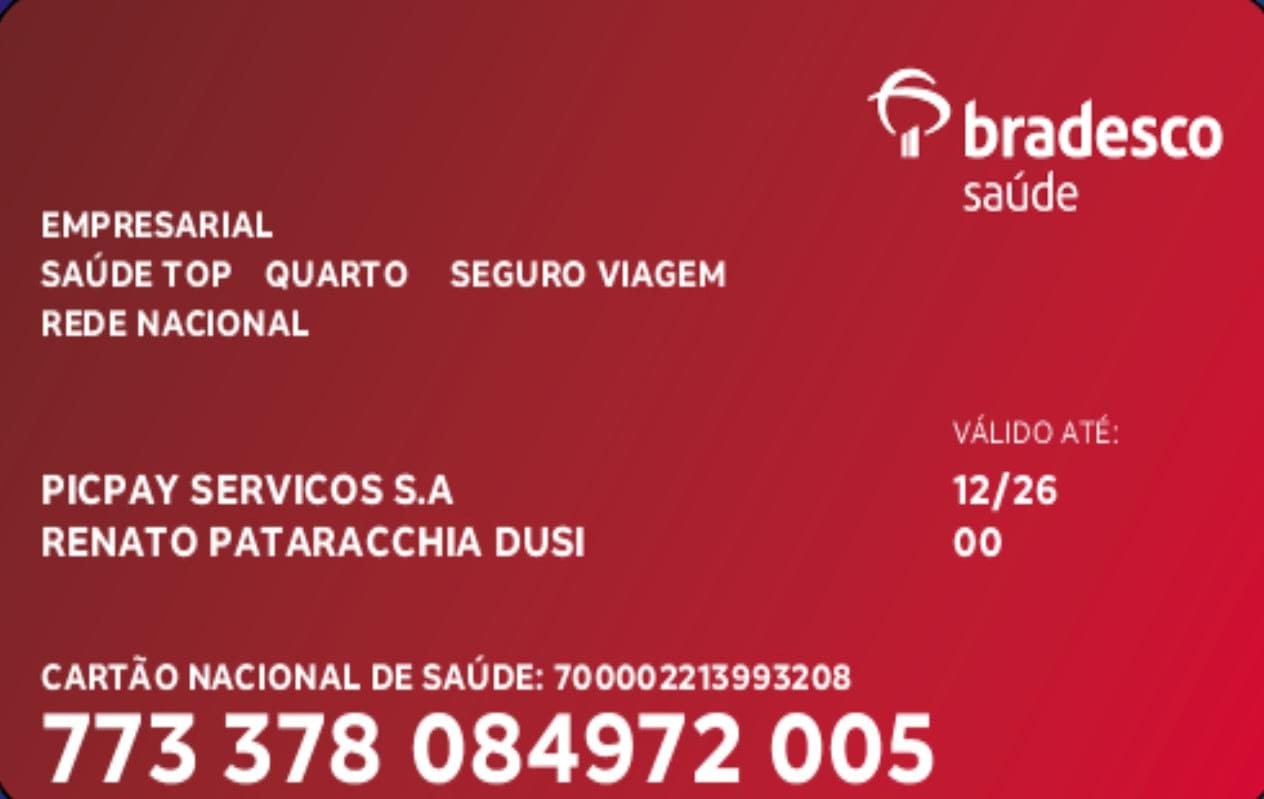 bradesco
saúde
EMPRESARIAL
SAÚDE TOP QUARTO SEGURO VIAGEM
REDE NACIONAL
VÁLIDO ATÉ:
PICPAY SERVICOS S.A 12/26
RENATO PATARACCHIA DUSI 00
CARTÃO NACIONAL DE SAÚDE: 700002213993208
773 378 084972 005